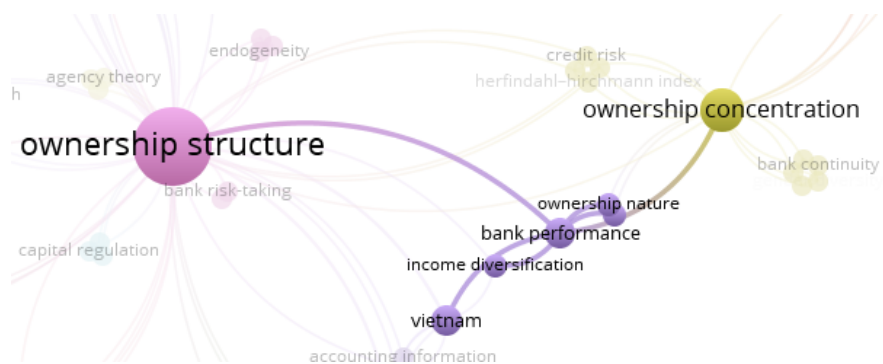 endogeneity
credit risk
agency theory
herfindahl–hirchmann index
h
ownership concentration
ownership structure
bank continuity
bank risk-taking
ownership nature
bank performance
capital regulation
income diversification
vietnam
accounting information